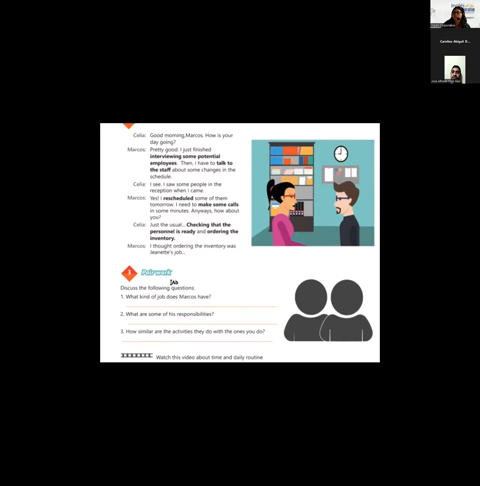 Celia: Good morning,Marcos. How is your
day going?
Marcos: Pretty good. I just finished
interviewing some potential
employees. Then, I have to talk to
the staff about some changes in the
schedule.
Celia: I see. I saw some people in the
reception when I came.
Marcos: Yes! I rescheduled some of them
tomorrow. I need to make some calls
in some minutes. Anyways, how about
you?
Celia: Just the usual... Checking that the
personnel is ready and ordering the
inventory.
Marcos: I thought ordering the inventory was
Jeanette's job...
3 Pairwork
Discuss the following questions:
1. What kind of job does Marcos have?
2. What are some of his responsibilities?
3. How similar are the activities they do with the ones you do?
Watch this video about time and daily routine